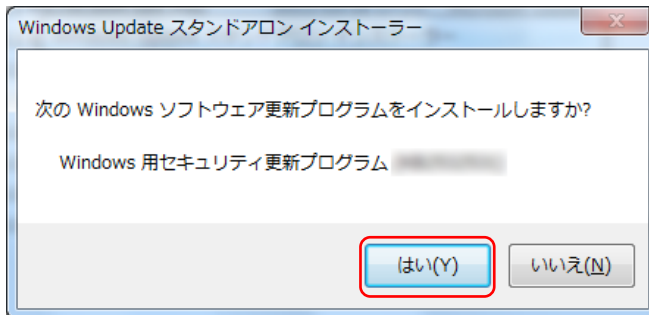 Windows Update スタンドアロン インストーラー
次の Windows ソフトウェア更新プログラムをインストールしますか?
Windows 用セキュリティ更新プログラム
はい(Y)
いいえ(N)